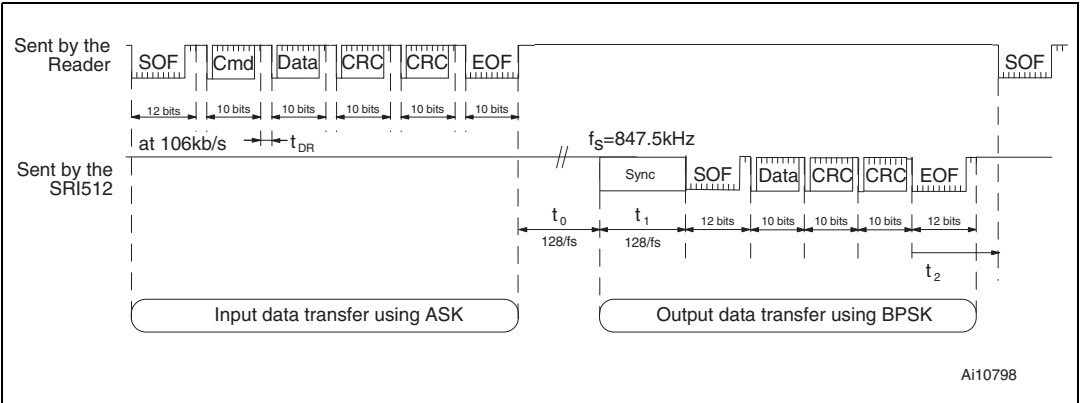 Sent by the Reader
SOF Cmd Data CRC CRC EOF SOF
12 bits 10 bits 10 bits 10 bits 10 bits 10 bits
at 106kb/s tDR fS=847.5kHz
Sent by the SRI512
Sync SOF Data CRC CRC EOF
t0 t1 12 bits 10 bits 10 bits 10 bits 12 bits
128/fs 128/fs
t2
Input data transfer using ASK Output data transfer using BPSK
Ai10798